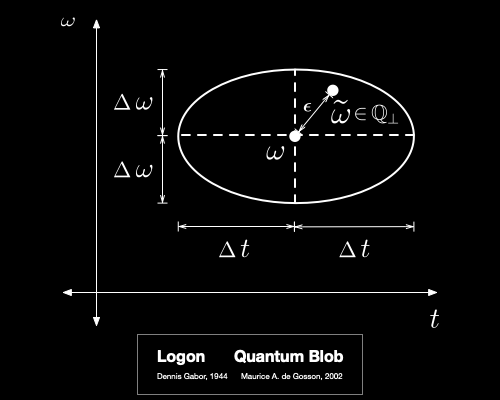 ω
Δω
ϵ
ω̃ ∈ ℚ⊥
ω
Δω
Δt Δt
t
Logon Quantum Blob
Dennis Gabor, 1944 Maurice A. de Gosson, 2002